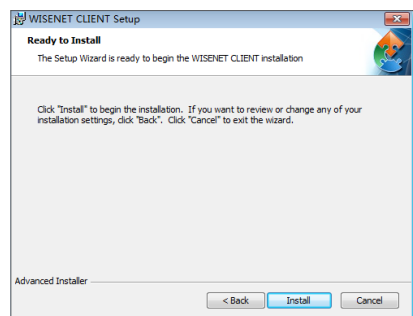 WISENET CLIENT Setup
Ready to Install
The Setup Wizard is ready to begin the WISENET CLIENT installation
Click "Install" to begin the installation. If you want to review or change any of your
installation settings, click "Back". Click "Cancel" to exit the wizard.
Advanced Installer
< Back Install Cancel